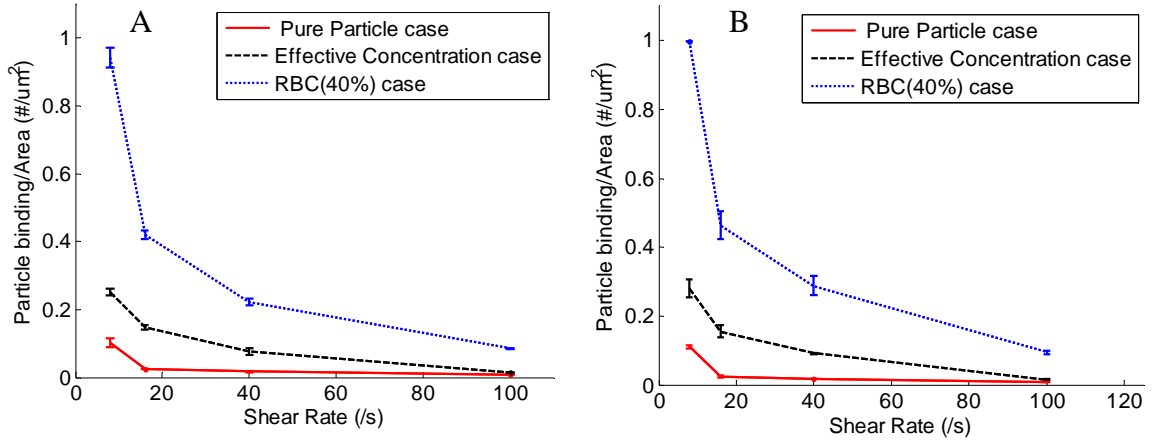 A
Pure Particle case
Effective Concentration case
RBC(40%) case
Particle binding/Area (#/um²)
1
0.8
0.6
0.4
0.2
0
0 20 40 60 80 100
Shear Rate (/s)
B
Pure Particle case
Effective Concentration case
RBC(40%) case
Particle binding/Area (#/um²)
1
0.8
0.6
0.4
0.2
0
0 20 40 60 80 100 120
Shear Rate (/s)